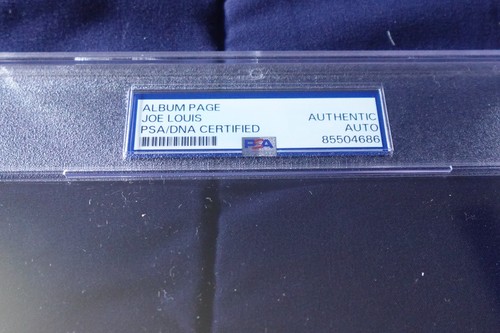 ALBUM PAGE
JOE LOUIS
PSA/DNA CERTIFIED
AUTHENTIC
AUTO
85504686
PSA